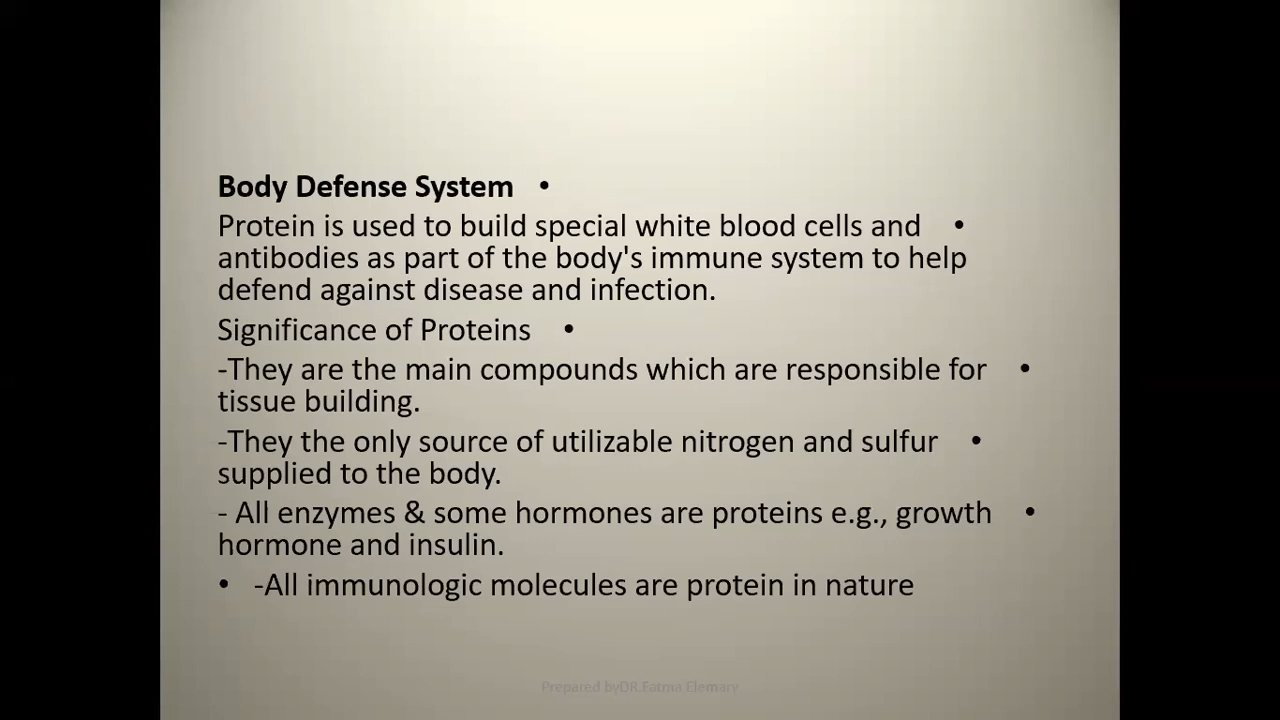 Body Defense System •
Protein is used to build special white blood cells and •
antibodies as part of the body's immune system to help
defend against disease and infection.
Significance of Proteins •
-They are the main compounds which are responsible for •
tissue building.
-They the only source of utilizable nitrogen and sulfur •
supplied to the body.
- All enzymes & some hormones are proteins e.g., growth •
hormone and insulin.
• -All immunologic molecules are protein in nature
Prepared byDR.Fatma Elemary